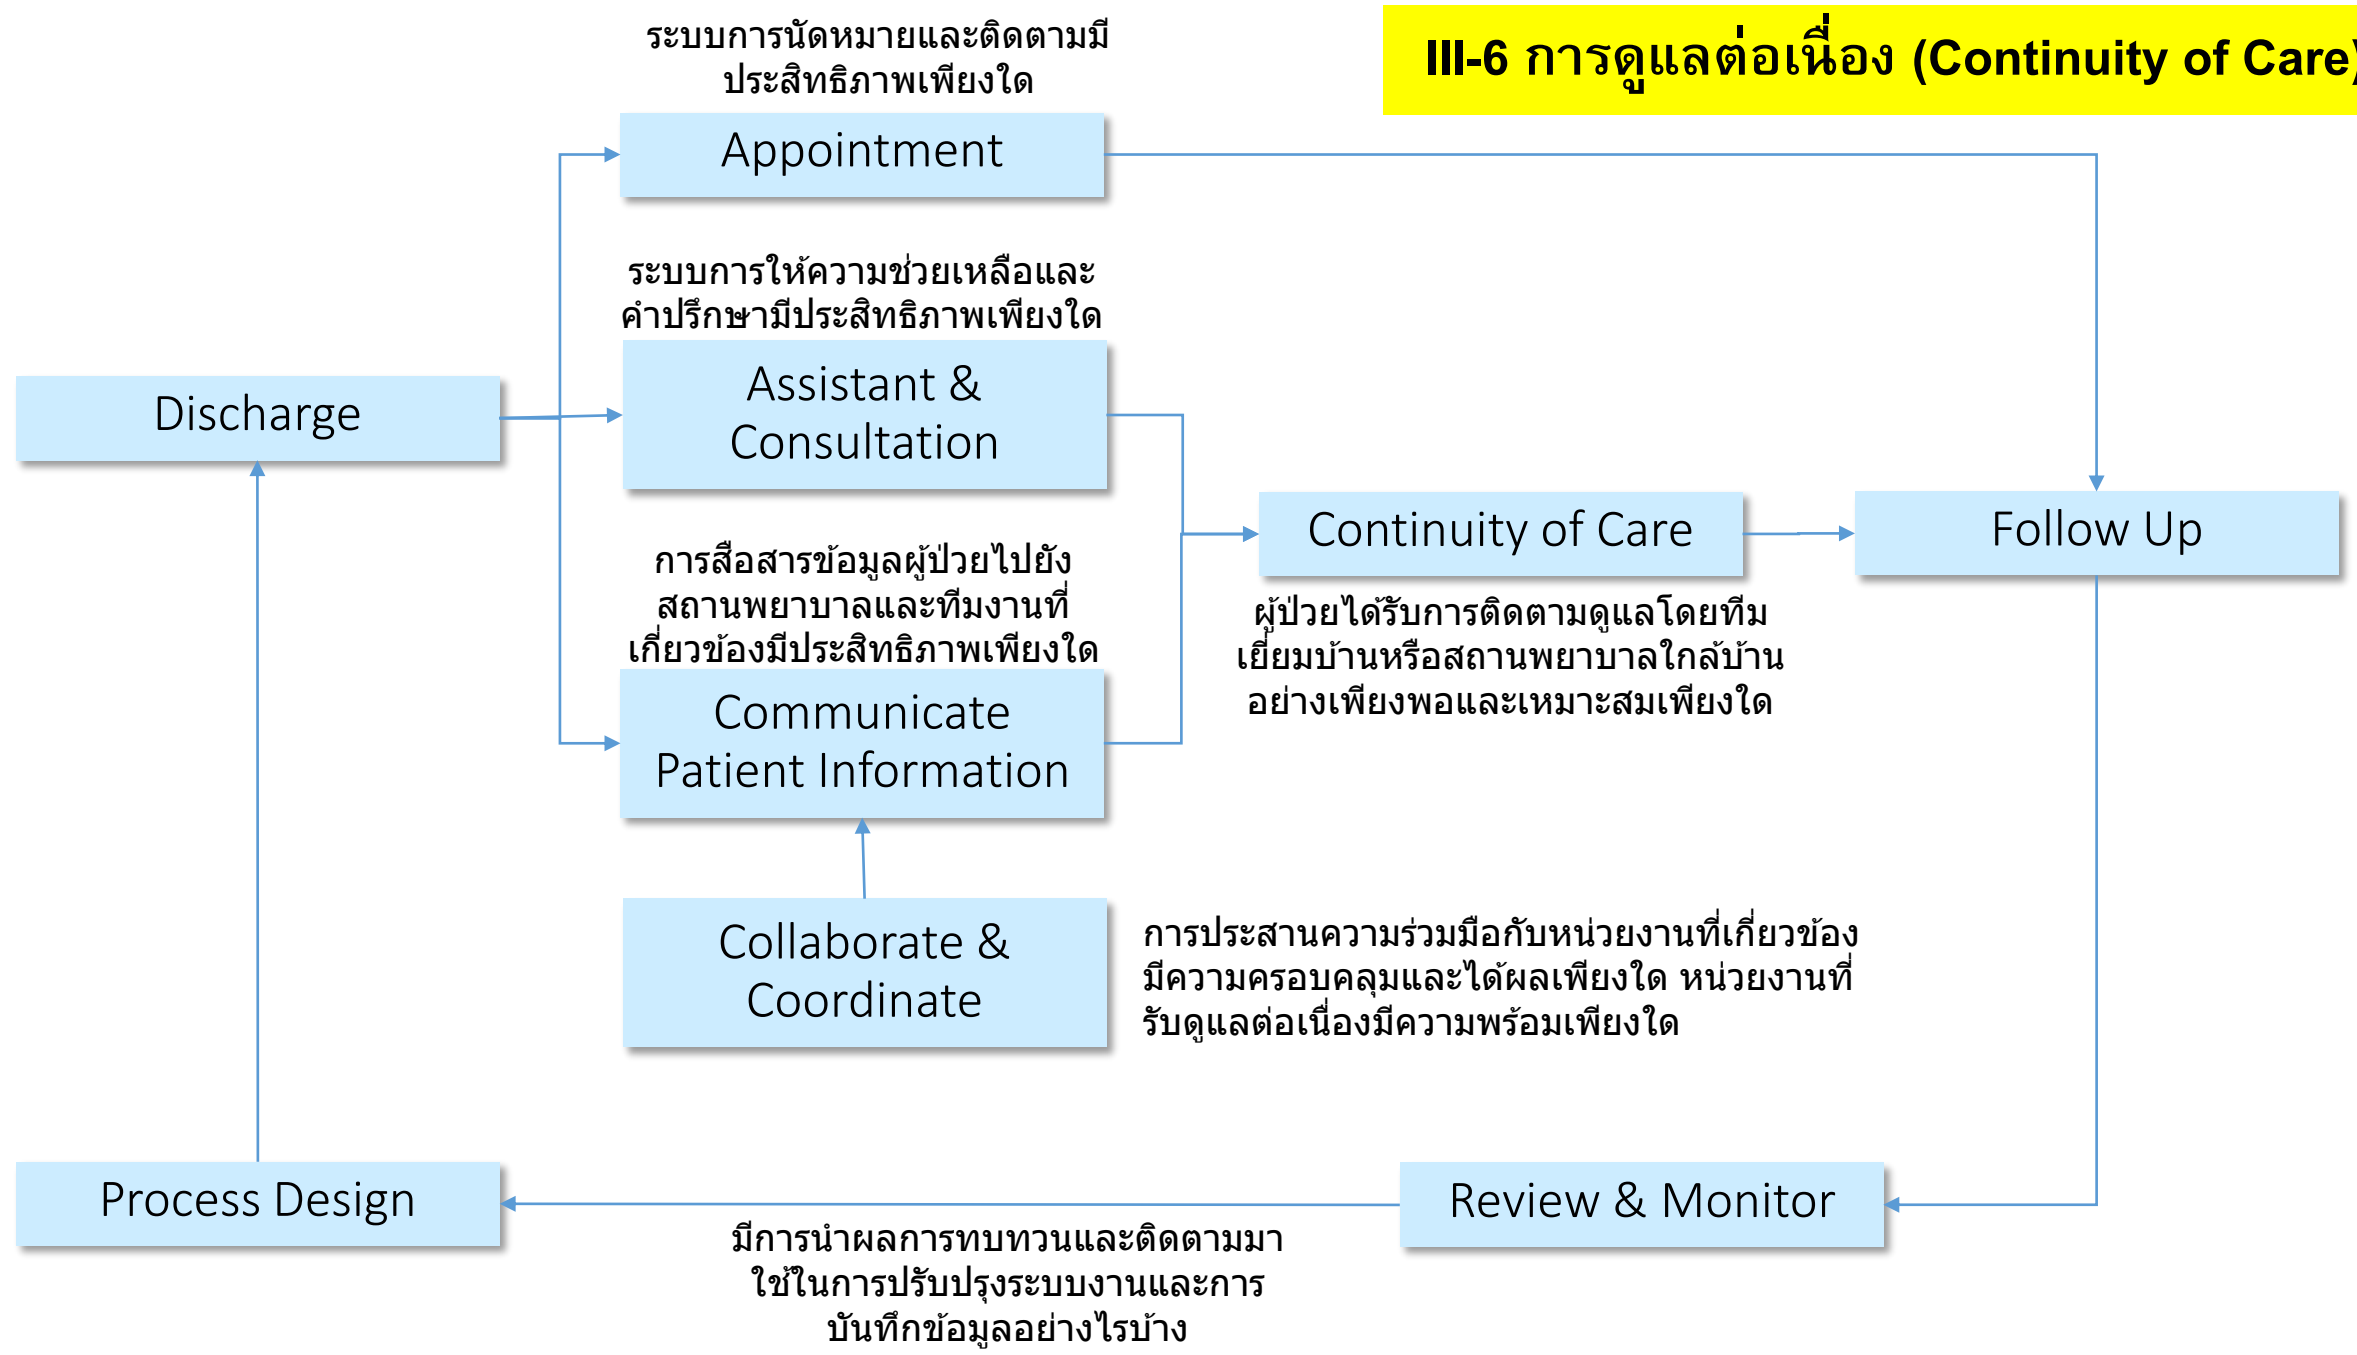 III-6 การดูแลต่อเนื่อง (Continuity of Care)
ระบบการนัดหมายและติดตามมี
ประสิทธิภาพเพียงใด
Appointment
ระบบการให้ความช่วยเหลือและ
คำปรึกษามีประสิทธิภาพเพียงใด
Assistant &
Consultation
Discharge
การสื่อสารข้อมูลผู้ป่วยไปยัง
สถานพยาบาลและทีมงานที่
เกี่ยวข้องมีประสิทธิภาพเพียงใด
Communicate
Patient Information
Continuity of Care
ผู้ป่วยได้รับการติดตามดูแลโดยทีม
เยี่ยมบ้านหรือสถานพยาบาลใกล้บ้าน
อย่างเพียงพอและเหมาะสมเพียงใด
Follow Up
Collaborate &
Coordinate
การประสานความร่วมมือกับหน่วยงานที่เกี่ยวข้อง
มีความครอบคลุมและได้ผลเพียงใด หน่วยงานที่
รับดูแลต่อเนื่องมีความพร้อมเพียงใด
Process Design
Review & Monitor
มีการนำผลการทบทวนและติดตามมา
ใช้ในการปรับปรุงระบบงานและการ
บันทึกข้อมูลอย่างไรบ้าง